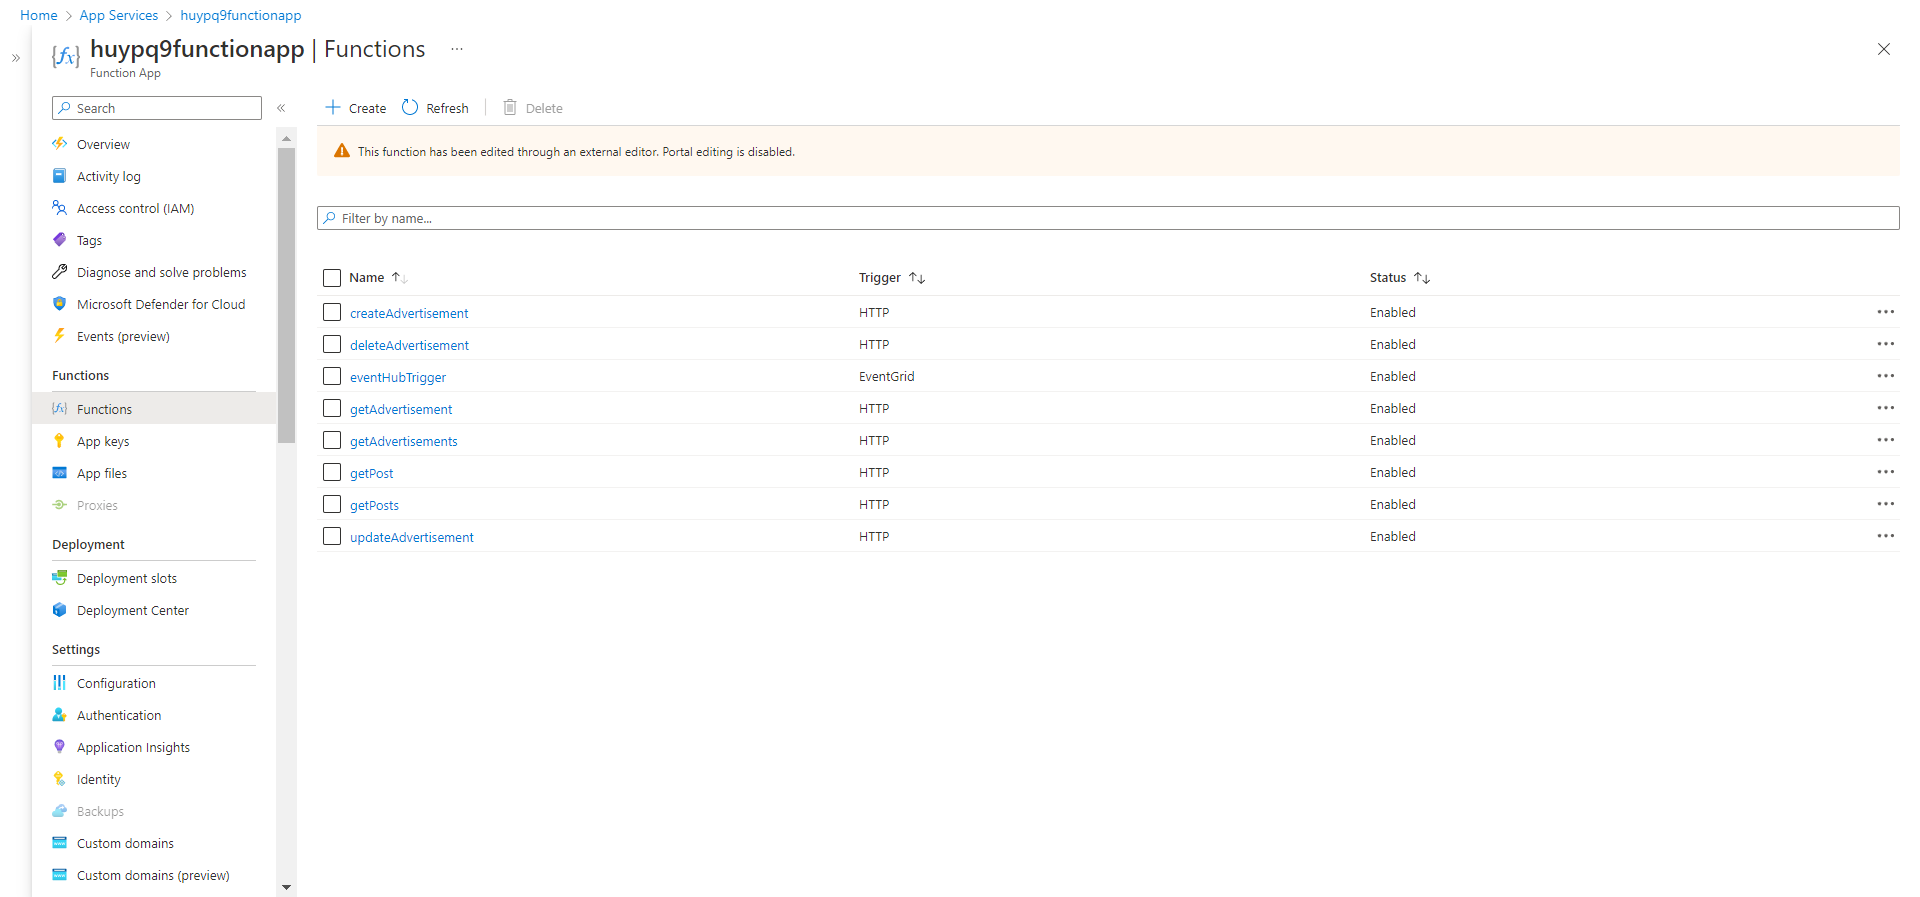 Home > App Services > huypq9functionapp
huypq9functionapp | Functions ...
Function App
Search
Overview
Activity log
Access control (IAM)
Tags
Diagnose and solve problems
Microsoft Defender for Cloud
Events (preview)
Functions
Functions
App keys
App files
Proxies
Deployment
Deployment slots
Deployment Center
Settings
Configuration
Authentication
Application Insights
Identity
Backups
Custom domains
Custom domains (preview)
Create Refresh Delete
This function has been edited through an external editor. Portal editing is disabled.
Filter by name...
Name Trigger Status
createAdvertisement HTTP Enabled
deleteAdvertisement HTTP Enabled
eventHubTrigger EventGrid Enabled
getAdvertisement HTTP Enabled
getAdvertisements HTTP Enabled
getPost HTTP Enabled
getPosts HTTP Enabled
updateAdvertisement HTTP Enabled